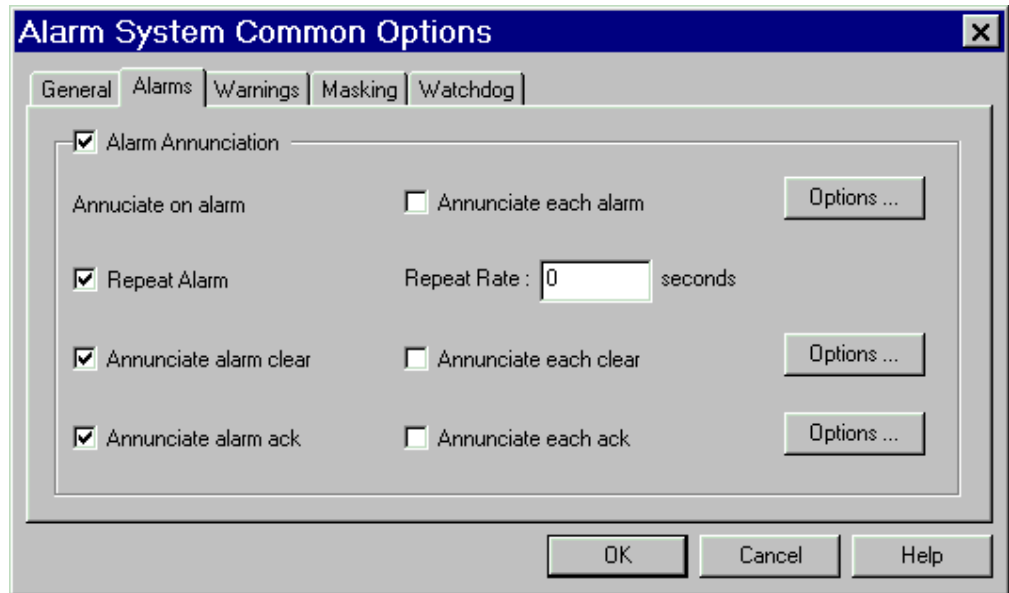 Alarm System Common Options
General Alarms Warnings Masking Watchdog
Alarm Annunciation
Annuciate on alarm Annunciate each alarm Options ...
Repeat Alarm Repeat Rate : 0 seconds
Annunciate alarm clear Annunciate each clear Options ...
Annunciate alarm ack Annunciate each ack Options ...
OK Cancel Help